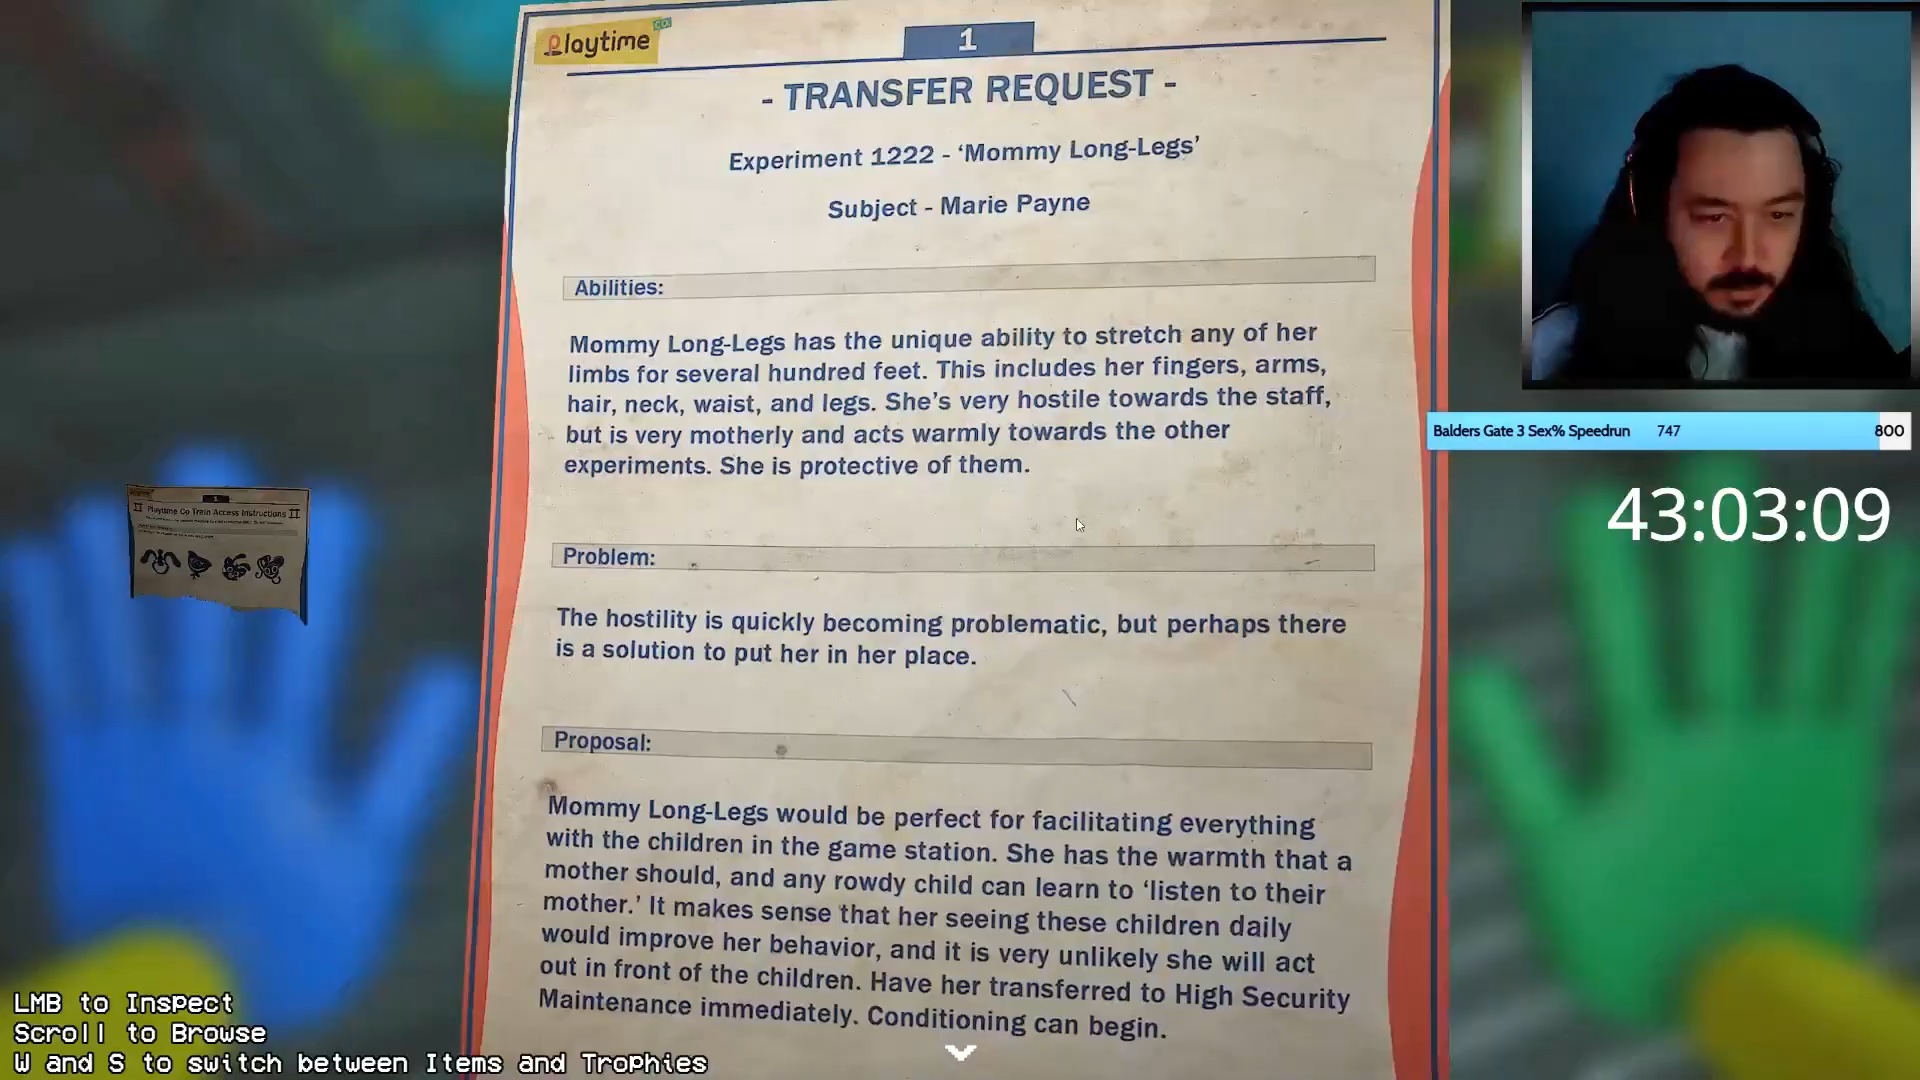 Playtime CO.
1
- TRANSFER REQUEST -
Experiment 1222 - ‘Mommy Long-Legs’
Subject - Marie Payne
Abilities:
Mommy Long-Legs has the unique ability to stretch any of her
limbs for several hundred feet. This includes her fingers, arms,
hair, neck, waist, and legs. She's very hostile towards the staff,
but is very motherly and acts warmly towards the other
experiments. She is protective of them.
Problem:
The hostility is quickly becoming problematic, but perhaps there
is a solution to put her in her place.
Proposal:
Mommy Long-Legs would be perfect for facilitating everything
with the children in the game station. She has the warmth that a
mother should, and any rowdy child can learn to ‘listen to their
mother.’ It makes sense that her seeing these children daily
would improve her behavior, and it is very unlikely she will act
out in front of the children. Have her transferred to High Security
Maintenance immediately. Conditioning can begin.
1
Playtime Co Train Access Instructions
Balders Gate 3 Sex% Speedrun 747 800
43:03:09
LMB to Inspect
Scroll to Browse
W and S to switch between Items and Trophies